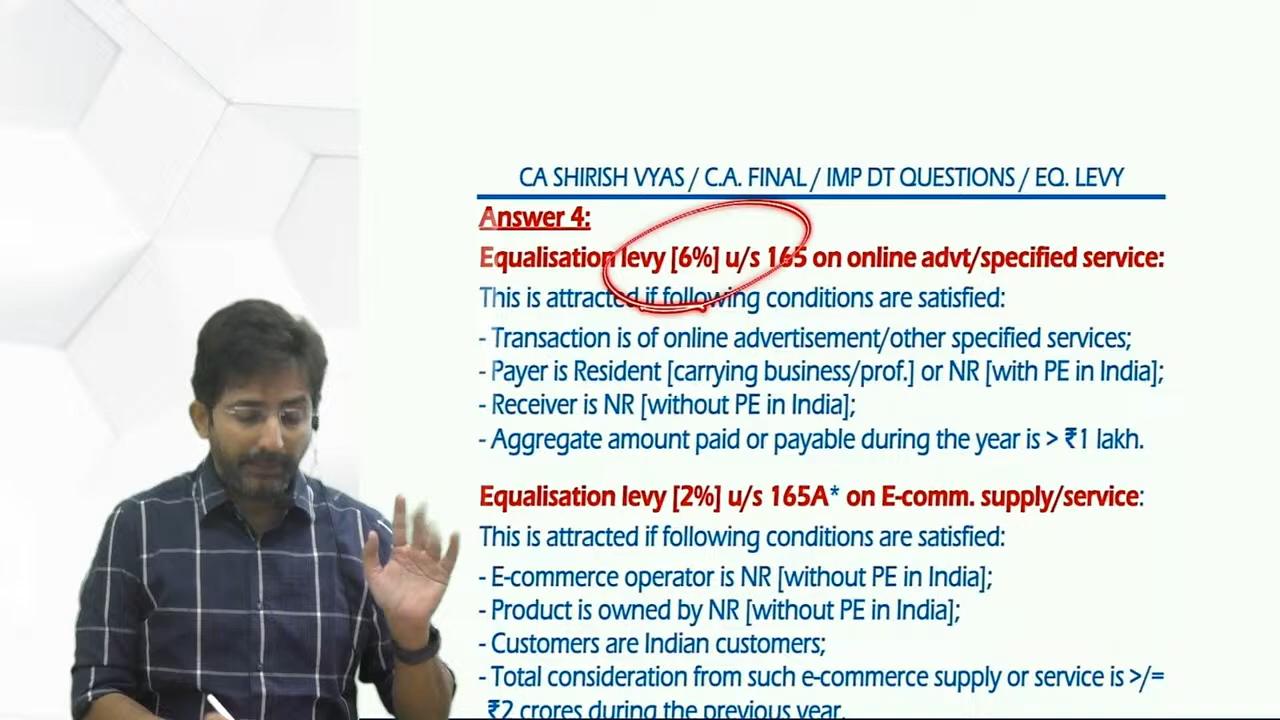 CA SHIRISH VYAS / C.A. FINAL / IMP DT QUESTIONS / EQ. LEVY
Answer 4:
Equalisation levy [6%] u/s 165 on online advt/specified service:
This is attracted if following conditions are satisfied:
- Transaction is of online advertisement/other specified services;
- Payer is Resident [carrying business/prof.] or NR [with PE in India];
- Receiver is NR [without PE in India];
- Aggregate amount paid or payable during the year is > ₹1 lakh.
Equalisation levy [2%] u/s 165A* on E-comm. supply/service:
This is attracted if following conditions are satisfied:
- E-commerce operator is NR [without PE in India];
- Product is owned by NR [without PE in India];
- Customers are Indian customers;
- Total consideration from such e-commerce supply or service is >/=
₹2 crores during the previous year.